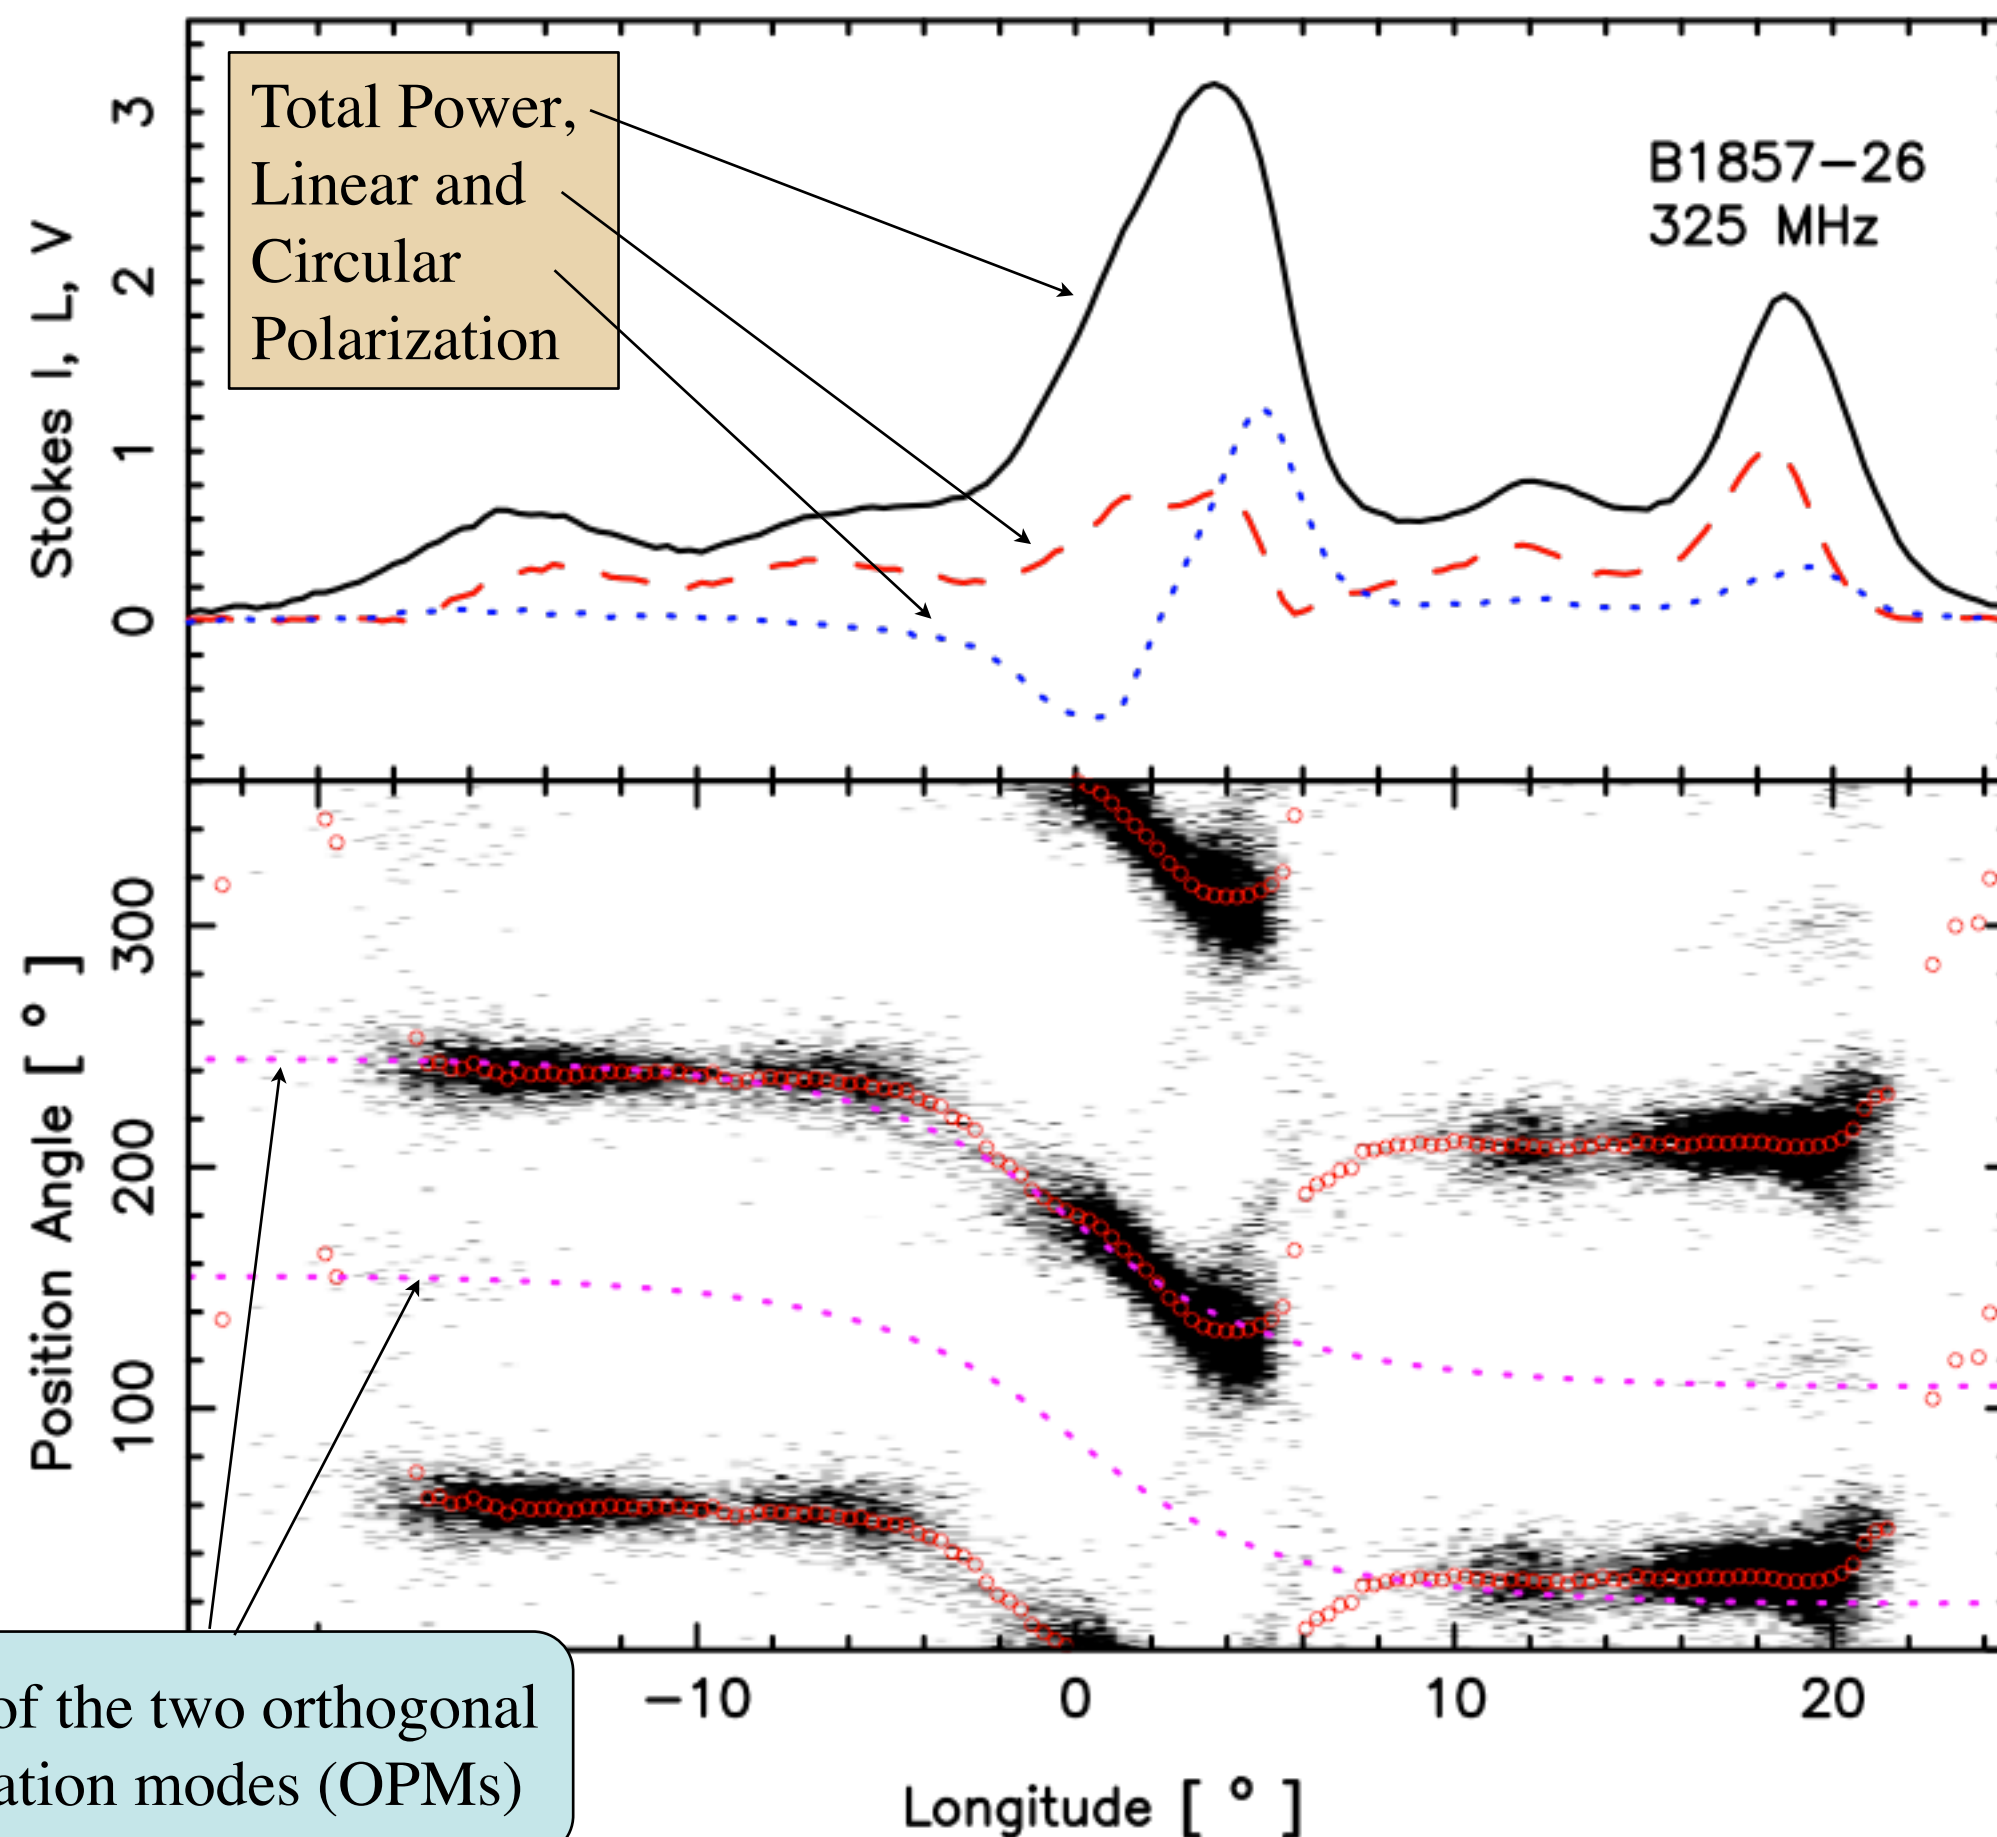 Total Power,
Linear and
Circular
Polarization
B1857-26
325 MHz
Stokes I, L, V
3
2
1
0
Position Angle [ ° ]
300
200
100
-10 0 10 20
Longitude [ ° ]
of the two orthogonal
ation modes (OPMs)